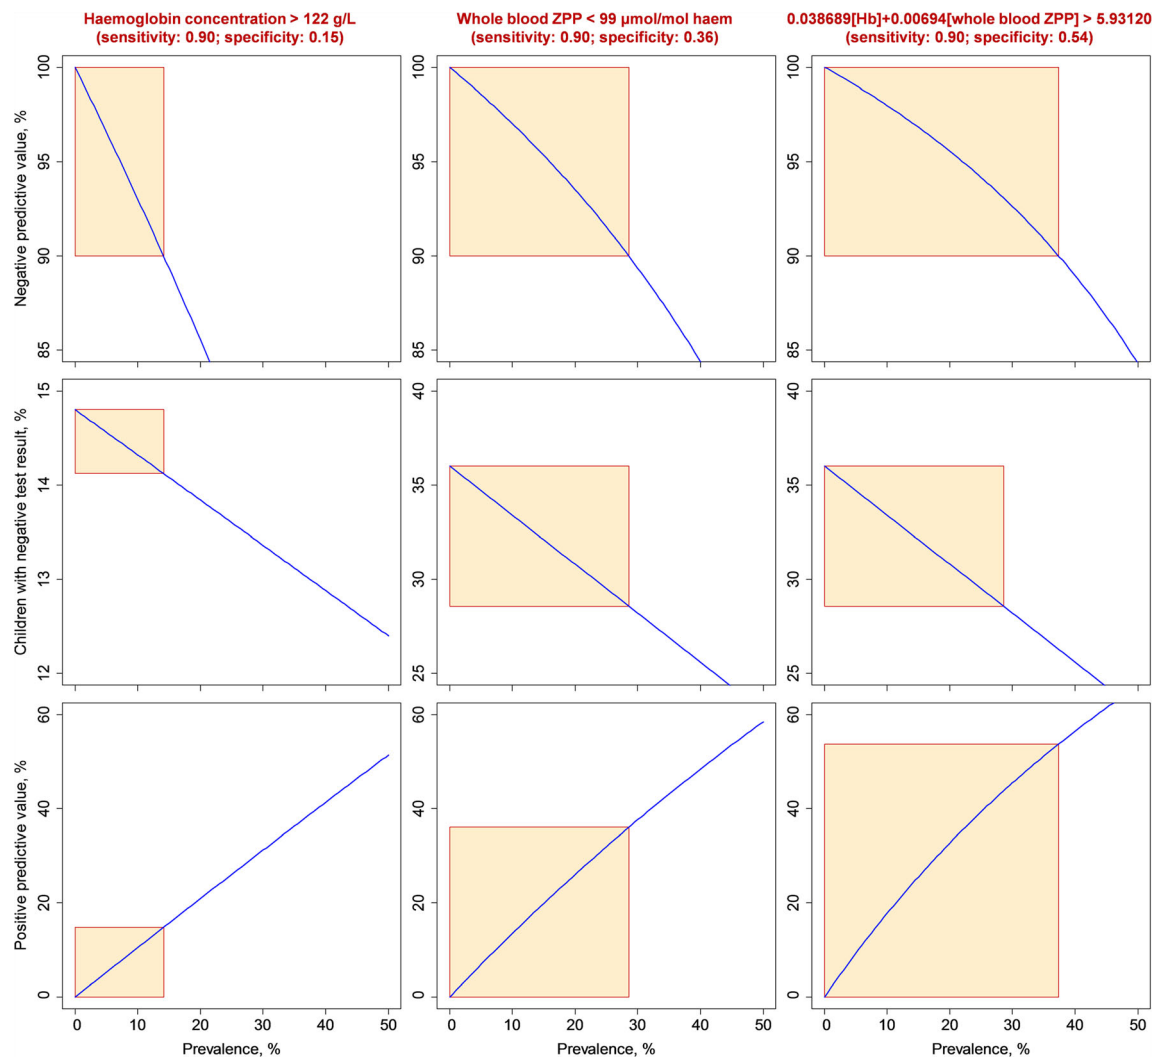 Haemoglobin concentration > 122 g/L
(sensitivity: 0.90; specificity: 0.15)
Whole blood ZPP < 99 µmol/mol haem
(sensitivity: 0.90; specificity: 0.36)
0.038689[Hb]+0.00694[whole blood ZPP] > 5.93120
(sensitivity: 0.90; specificity: 0.54)
Negative predictive value, %
100
95
90
85
100
95
90
85
100
95
90
85
Children with negative test result, %
15
14
13
12
40
35
30
25
40
35
30
25
Positive predictive value, %
60
40
20
0
60
40
20
0
60
40
20
0
0 10 20 30 40 50
0 10 20 30 40 50
0 10 20 30 40 50
Prevalence, %
Prevalence, %
Prevalence, %